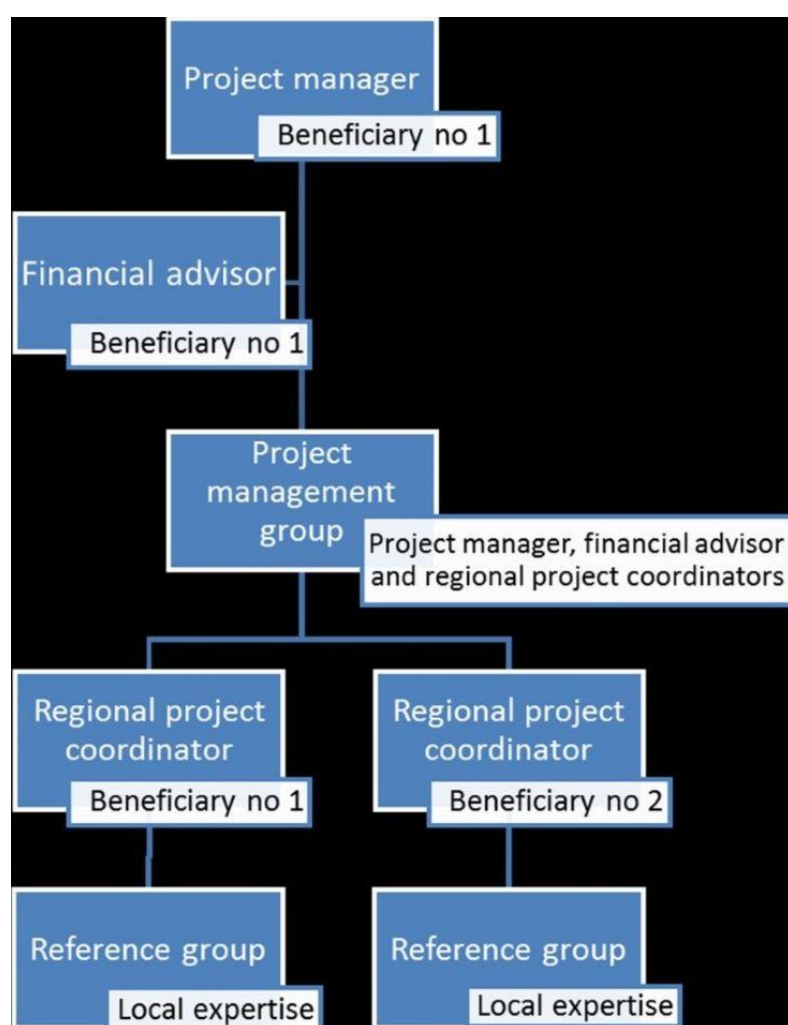 Project manager
Beneficiary no 1
Financial advisor
Beneficiary no 1
Project
management
group
Project manager, financial advisor
and regional project coordinators
Regional project
coordinator
Beneficiary no 1
Regional project
coordinator
Beneficiary no 2
Reference group
Local expertise
Reference group
Local expertise